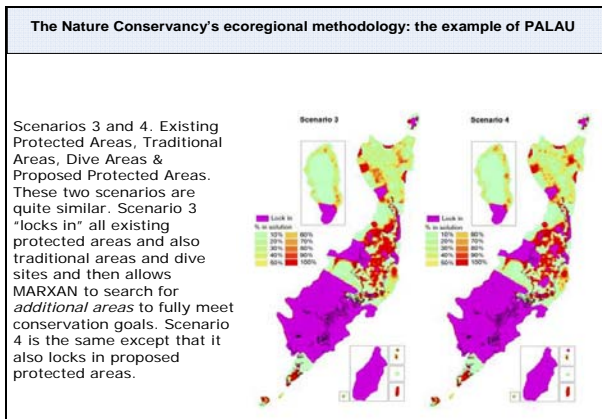 The Nature Conservancy's ecoregional methodology: the example of PALAU
Scenarios 3 and 4. Existing
Protected Areas, Traditional
Areas, Dive Areas &
Proposed Protected Areas.
These two scenarios are
quite similar. Scenario 3
"locks in" all existing
protected areas and also
traditional areas and dive
sites and then allows
MARXAN to search for
additional areas to fully meet
conservation goals. Scenario
4 is the same except that it
also locks in proposed
protected areas.
Scenario 3
Lock in
% in solution
10% 60%
20% 70%
30% 80%
40% 90%
50% 100%
Scenario 4
Lock in
% in solution
10% 60%
20% 70%
30% 80%
40% 90%
50% 100%